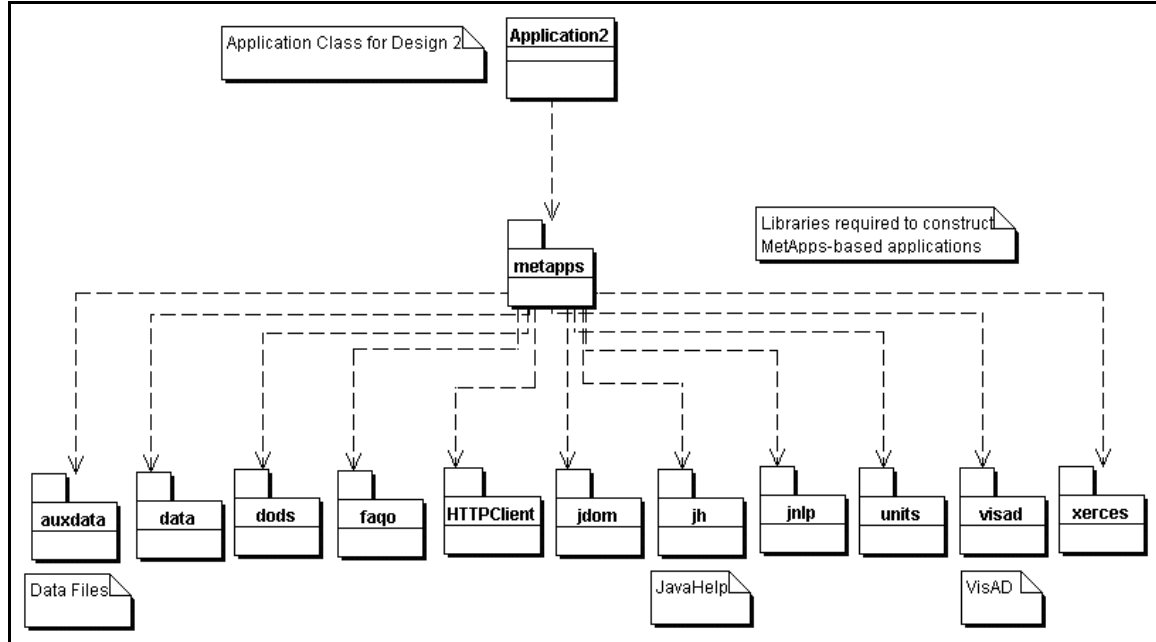 Application Class for Design 2
Application2
Libraries required to construct
MetApps-based applications
metapps
auxdata
data
dods
faqo
HTTPClient
jdom
jh
jnlp
units
visad
xerces
Data Files
JavaHelp
VisAD